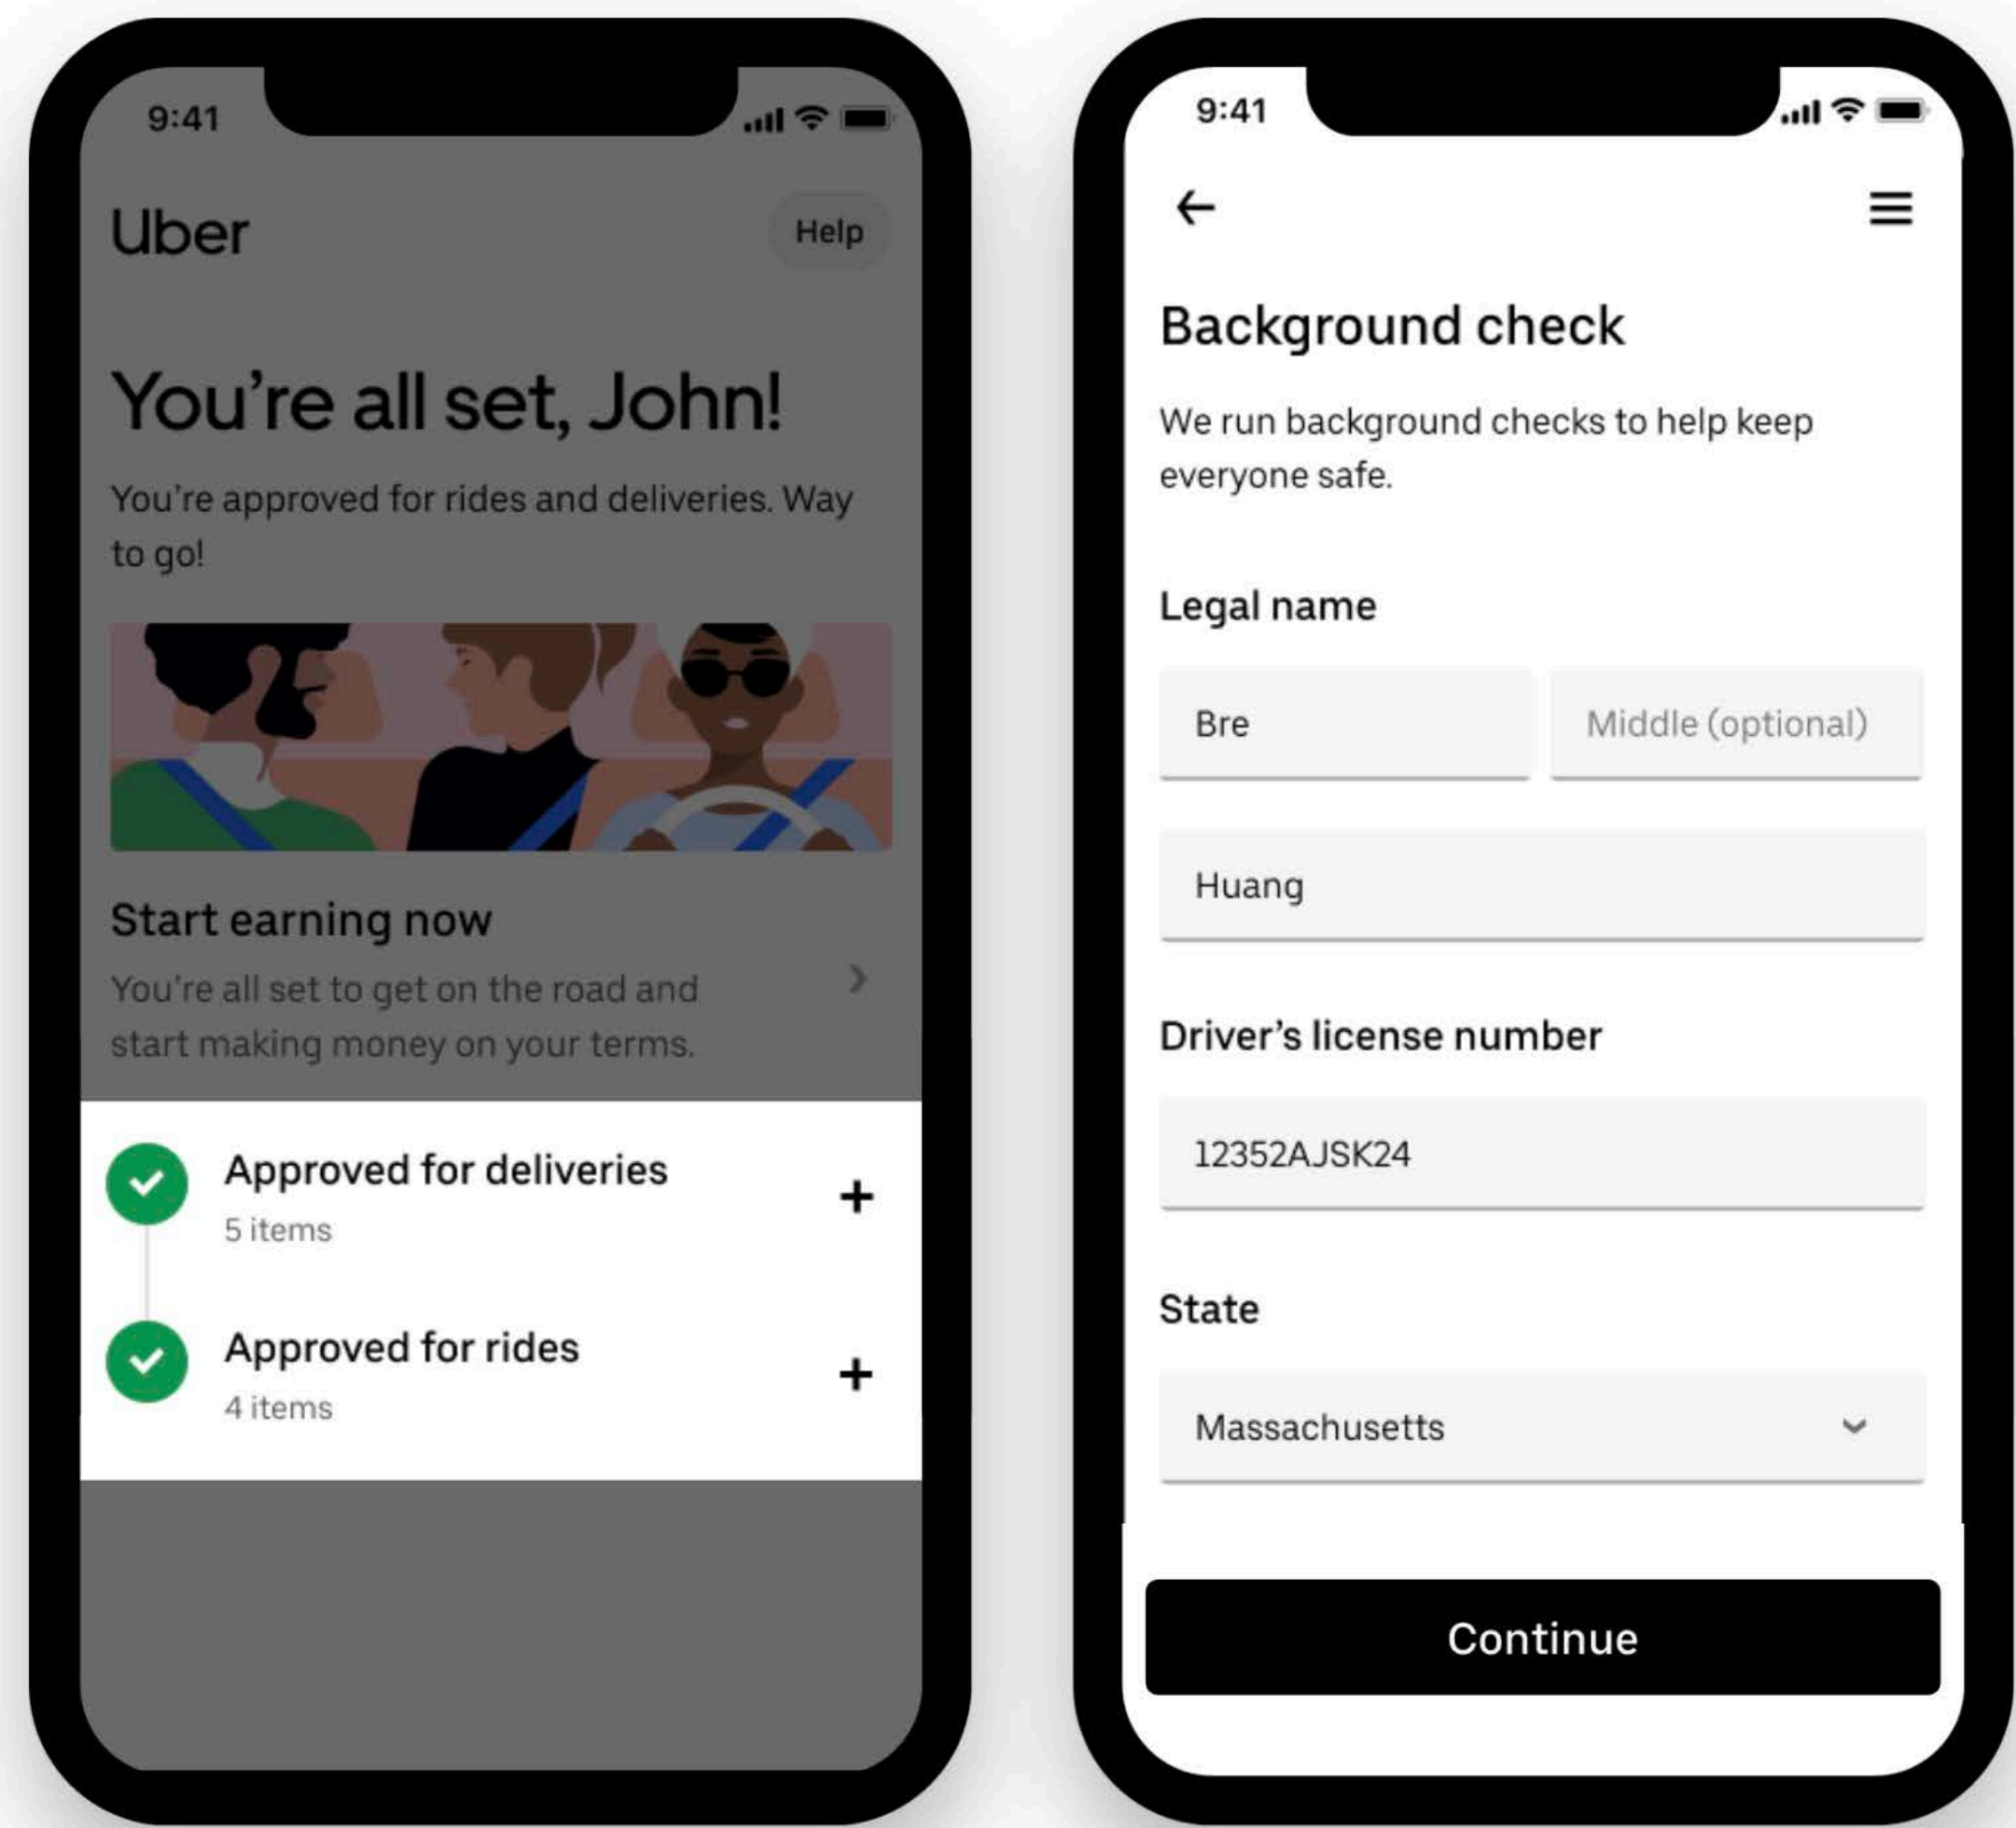 9:41
Uber
Help
You're all set, John!
You're approved for rides and deliveries. Way
to go!
Start earning now
You're all set to get on the road and
start making money on your terms.
Approved for deliveries
5 items
Approved for rides
4 items
9:41
Background check
We run background checks to help keep
everyone safe.
Legal name
Bre
Middle (optional)
Huang
Driver's license number
12352AJSK24
State
Massachusetts
Continue